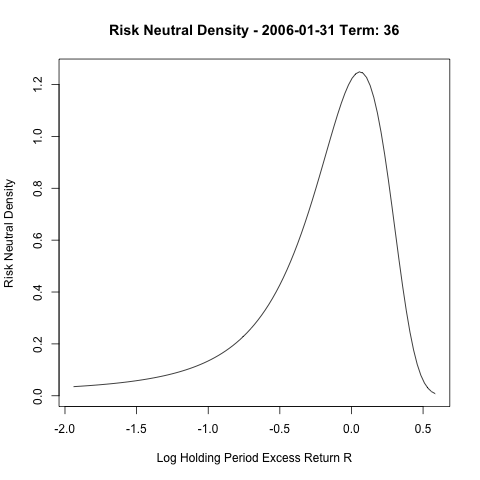 Risk Neutral Density - 2006-01-31 Term: 36
Risk Neutral Density
1.2
1.0
0.8
0.6
0.4
0.2
0.0
-2.0 -1.5 -1.0 -0.5 0.0 0.5
Log Holding Period Excess Return R